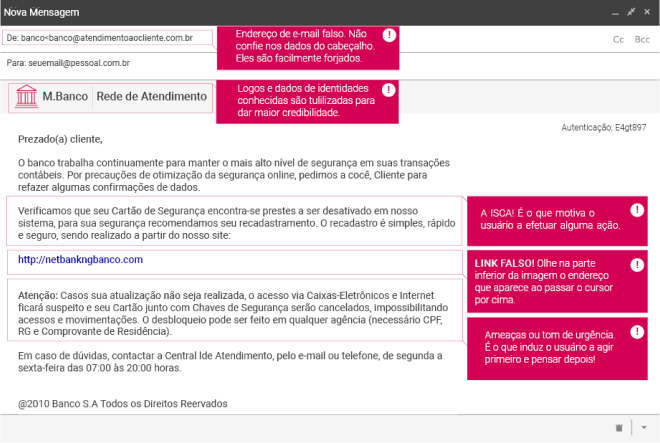 Nova Mensagem
De: banco<banco@atendimentoaocliente.com.br
Endereço de e-mail falso. Não
confie nos dados do cabeçalho.
Eles são facilmente forjados.
!
Cc Bcc
Para: seuemail@pessoal.com.br
M.Banco Rede de Atendimento
Logos e dados de identidades
conhecidas são tulilizadas para
dar maior credibilidade.
!
Autenticação: E4gt897
Prezado(a) cliente,
O banco trabalha continuamente para manter o mais alto nível de segurança em suas transações
contábeis. Por precauções de otimização da segurança online, pedimos a cocê, Cliente para
refazer algumas confirmações de dados.
Verificamos que seu Cartão de Segurança encontra-se prestes a ser desativado em nosso
sistema, para sua segurança recomendamos seu recadastramento. O recadastro é simples, rápido
e seguro, sendo realizado a partir do nosso site:
A ISCA! É o que motiva o
usuário a efetuar alguma ação.
!
http://netbankngbanco.com
LINK FALSO! Olhe na parte
inferior da imagem o endereço
que aparece ao passar o cursor
por cima.
!
Atenção: Casos sua atualização não seja realizada, o acesso via Caixas-Eletrônicos e Internet
ficará suspeito e seu Cartão junto com Chaves de Segurança serão cancelados, impossibilitando
acessos e movimentações. O desbloqueio pode ser feito em qualquer agência (necessário CPF,
RG e Comprovante de Residência).
Ameaças ou tom de urgência.
É o que induz o usuário a agir
primeiro e pensar depois!
!
Em caso de dúvidas, contactar a Central lde Atendimento, pelo e-mail ou telefone, de segunda a
sexta-feira das 07:00 às 20:00 horas.
@2010 Banco S.A Todos os Direitos Reervados